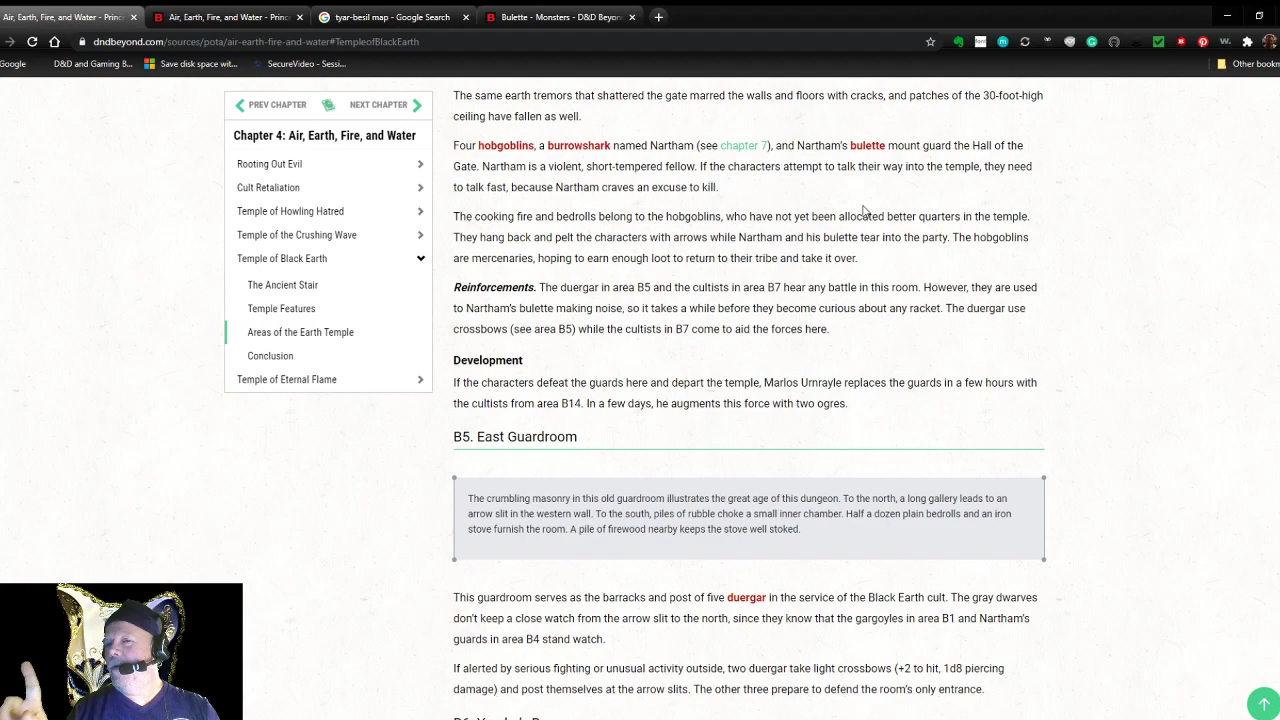 Air, Earth, Fire, and Water - Princ
Air, Earth, Fire, and Water - Princ
tyar-besil map - Google Search
Bulette - Monsters - D&D Beyon
dndbeyond.com/sources/pota/air-earth-fire-and-water#TempleofBlackEarth
Google
D&D and Gaming B...
Save disk space wit...
SecureVideo - Sessi...
Other bookm
PREV CHAPTER
NEXT CHAPTER
Chapter 4: Air, Earth, Fire, and Water
Rooting Out Evil
Cult Retaliation
Temple of Howling Hatred
Temple of the Crushing Wave
Temple of Black Earth
The Ancient Stair
Temple Features
Areas of the Earth Temple
Conclusion
Temple of Eternal Flame
The same earth tremors that shattered the gate marred the walls and floors with cracks, and patches of the 30-foot-high
ceiling have fallen as well.
Four hobgoblins, a burrowshark named Nartham (see chapter 7), and Nartham's bulette mount guard the Hall of the
Gate. Nartham is a violent, short-tempered fellow. If the characters attempt to talk their way into the temple, they need
to talk fast, because Nartham craves an excuse to kill.
The cooking fire and bedrolls belong to the hobgoblins, who have not yet been allocated better quarters in the temple.
They hang back and pelt the characters with arrows while Nartham and his bulette tear into the party. The hobgoblins
are mercenaries, hoping to earn enough loot to return to their tribe and take it over.
Reinforcements. The duergar in area B5 and the cultists in area B7 hear any battle in this room. However, they are used
to Nartham's bulette making noise, so it takes a while before they become curious about any racket. The duergar use
crossbows (see area B5) while the cultists in B7 come to aid the forces here.
Development
If the characters defeat the guards here and depart the temple, Marlos Urnrayle replaces the guards in a few hours with
the cultists from area B14. In a few days, he augments this force with two ogres.
B5. East Guardroom
The crumbling masonry in this old guardroom illustrates the great age of this dungeon. To the north, a long gallery leads to an
arrow slit in the western wall. To the south, piles of rubble choke a small inner chamber. Half a dozen plain bedrolls and an iron
stove furnish the room. A pile of firewood nearby keeps the stove well stoked.
This guardroom serves as the barracks and post of five duergar in the service of the Black Earth cult. The gray dwarves
don't keep a close watch from the arrow slit to the north, since they know that the gargoyles in area B1 and Nartham's
guards in area B4 stand watch.
If alerted by serious fighting or unusual activity outside, two duergar take light crossbows (+2 to hit, 1d8 piercing
damage) and post themselves at the arrow slits. The other three prepare to defend the room's only entrance.